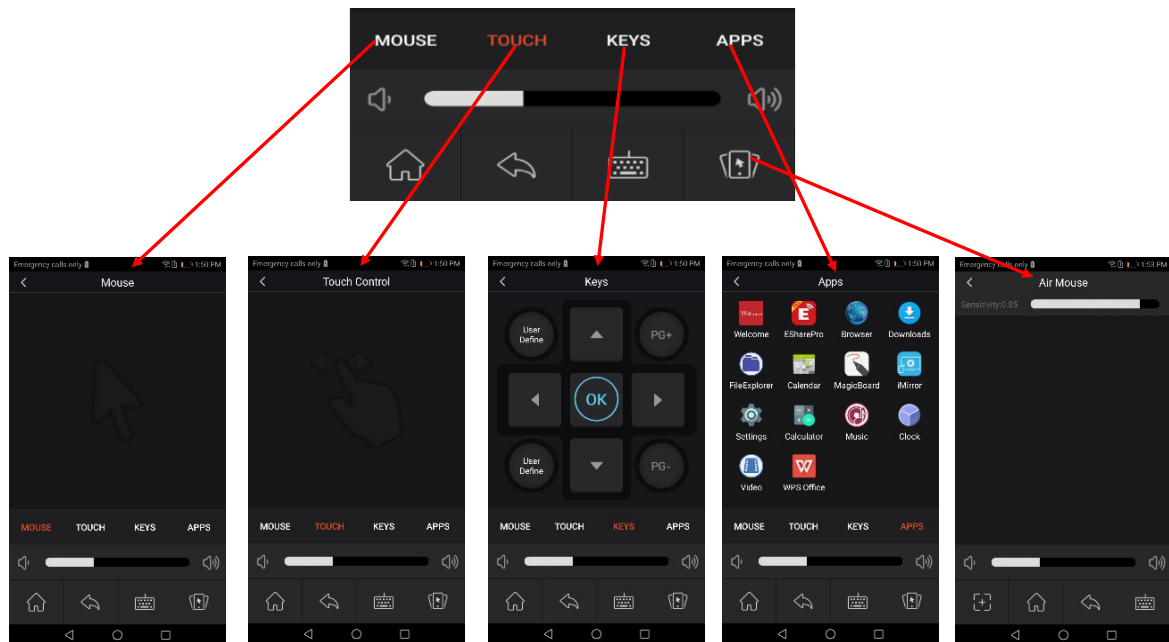 MOUSE TOUCH KEYS APPS
Emergency calls only 1:50 PM
Mouse
MOUSE TOUCH KEYS APPS
Emergency calls only 1:50 PM
Touch Control
MOUSE TOUCH KEYS APPS
Emergency calls only 1:50 PM
Keys
User Define PG+
OK
User Define PG-
MOUSE TOUCH KEYS APPS
Emergency calls only 1:50 PM
Apps
Welcome
Welcome ESharePro Browser Downloads
FileExplorer Calendar MagicBoard iMirror
Settings Calculator Music Clock
Video WPS Office
MOUSE TOUCH KEYS APPS
Emergency calls only 1:53 PM
Air Mouse
Sensitivity:0.85